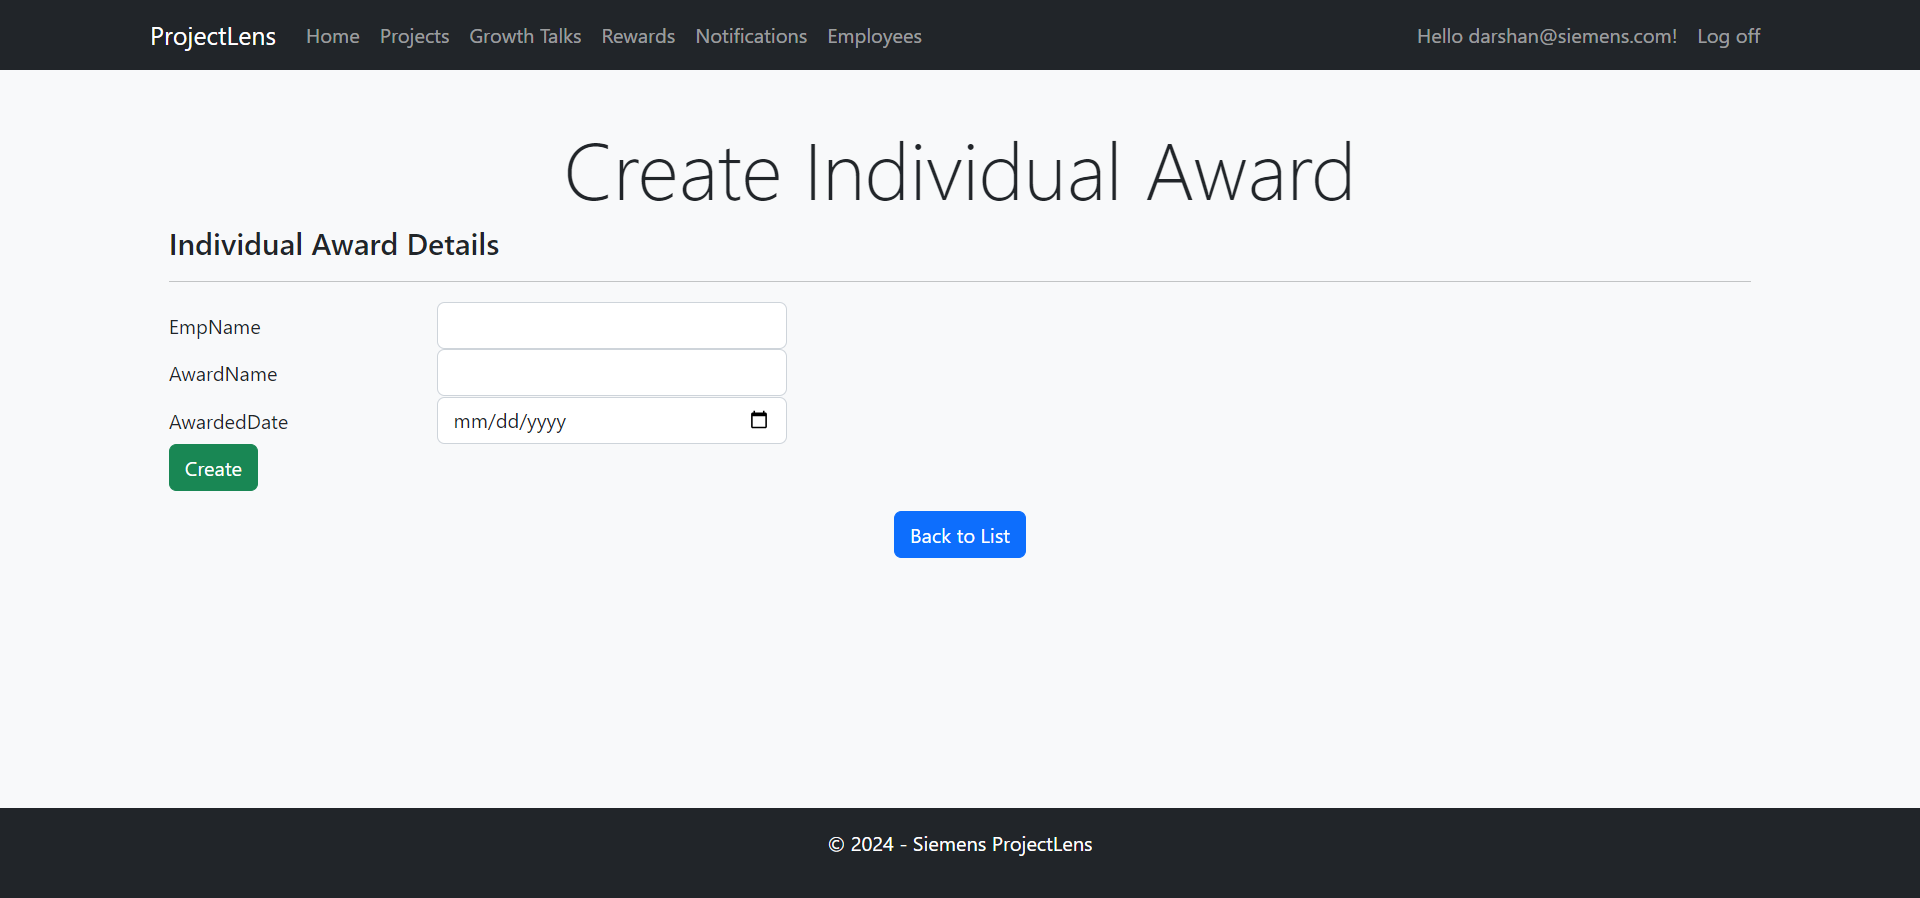 ProjectLens Home Projects Growth Talks Rewards Notifications Employees Hello darshan@siemens.com! Log off
Create Individual Award
Individual Award Details
EmpName
AwardName
AwardedDate mm/dd/yyyy
Create
Back to List
© 2024 - Siemens ProjectLens